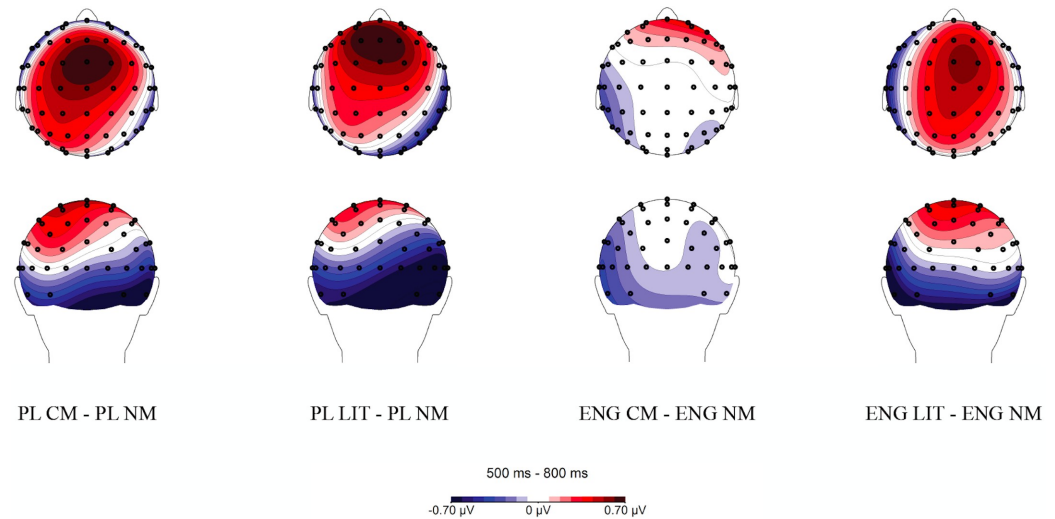 PL CM - PL NM
PL LIT - PL NM
ENG CM - ENG NM
ENG LIT - ENG NM
500 ms - 800 ms
-0.70 µV 0 µV 0.70 µV